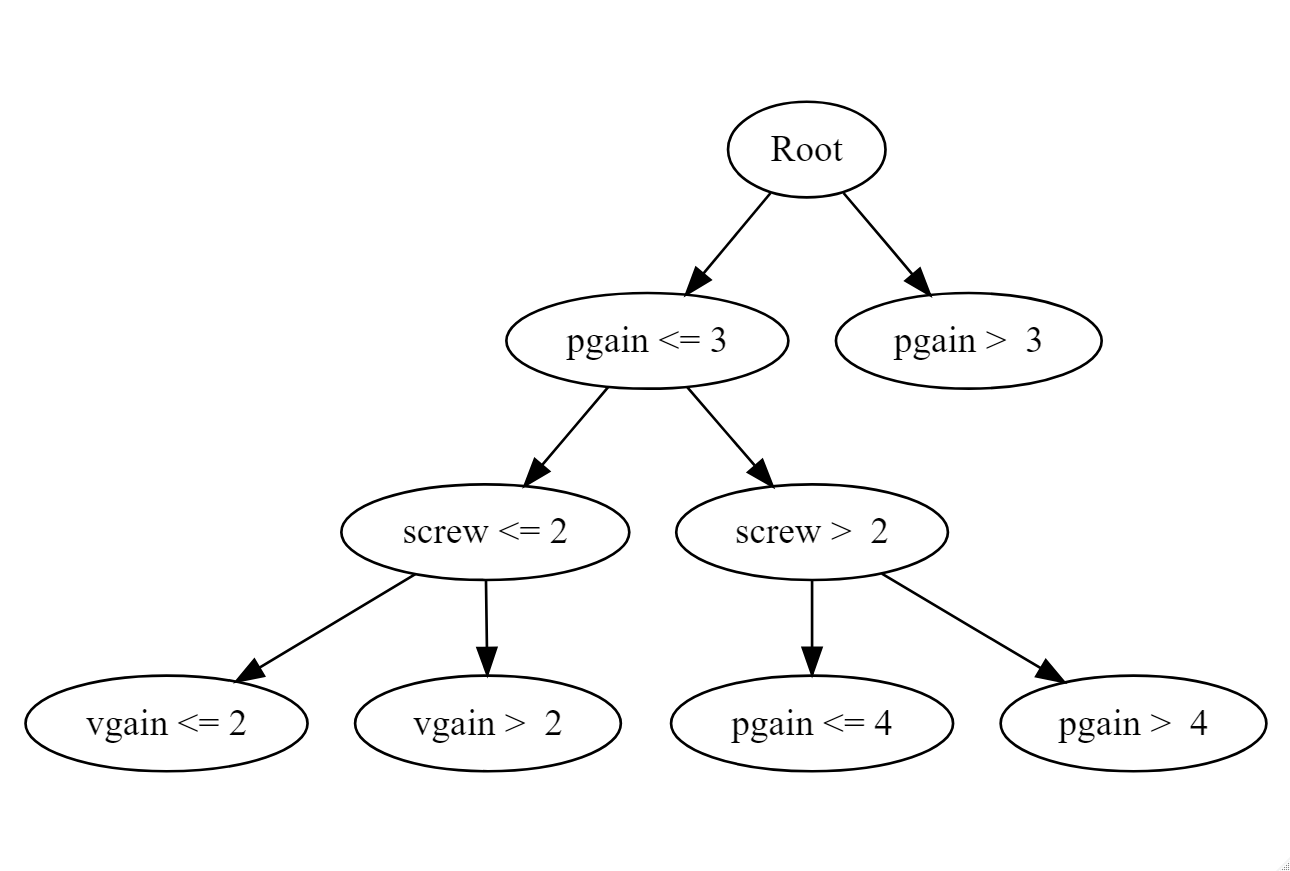 Root
pgain <= 3
pgain >  3
screw <= 2
screw >  2
vgain <= 2
vgain >  2
pgain <= 4
pgain >  4